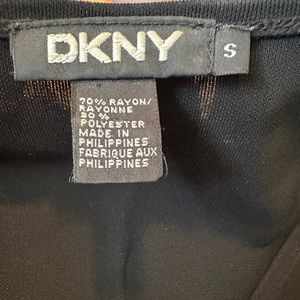 DKNY
S
70% RAYON/
RAYONNE
30%
POLYESTER
MADE IN
PHILIPPINES
FABRIQUE AUX
PHILIPPINES